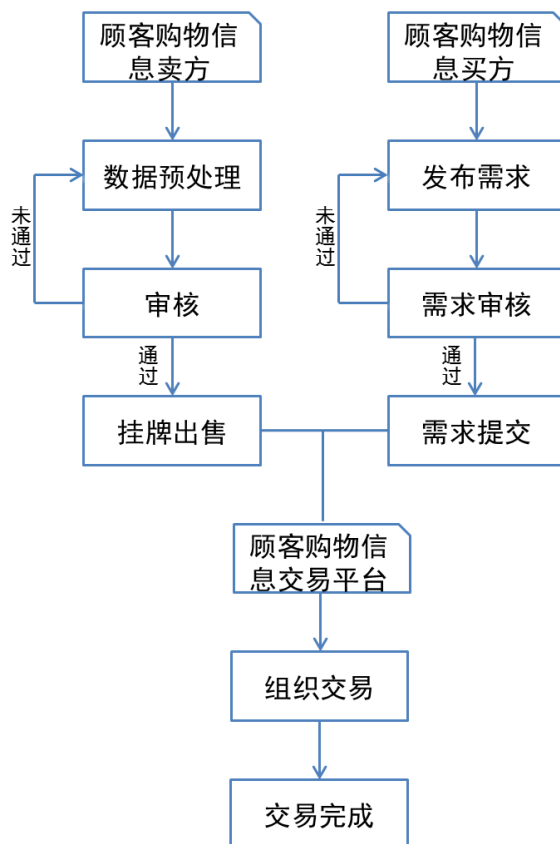 顾客购物信
息卖方
顾客购物信
息买方
数据预处理
发布需求
未通过
未通过
审核
需求审核
通过
通过
挂牌出售
需求提交
顾客购物信
息交易平台
组织交易
交易完成